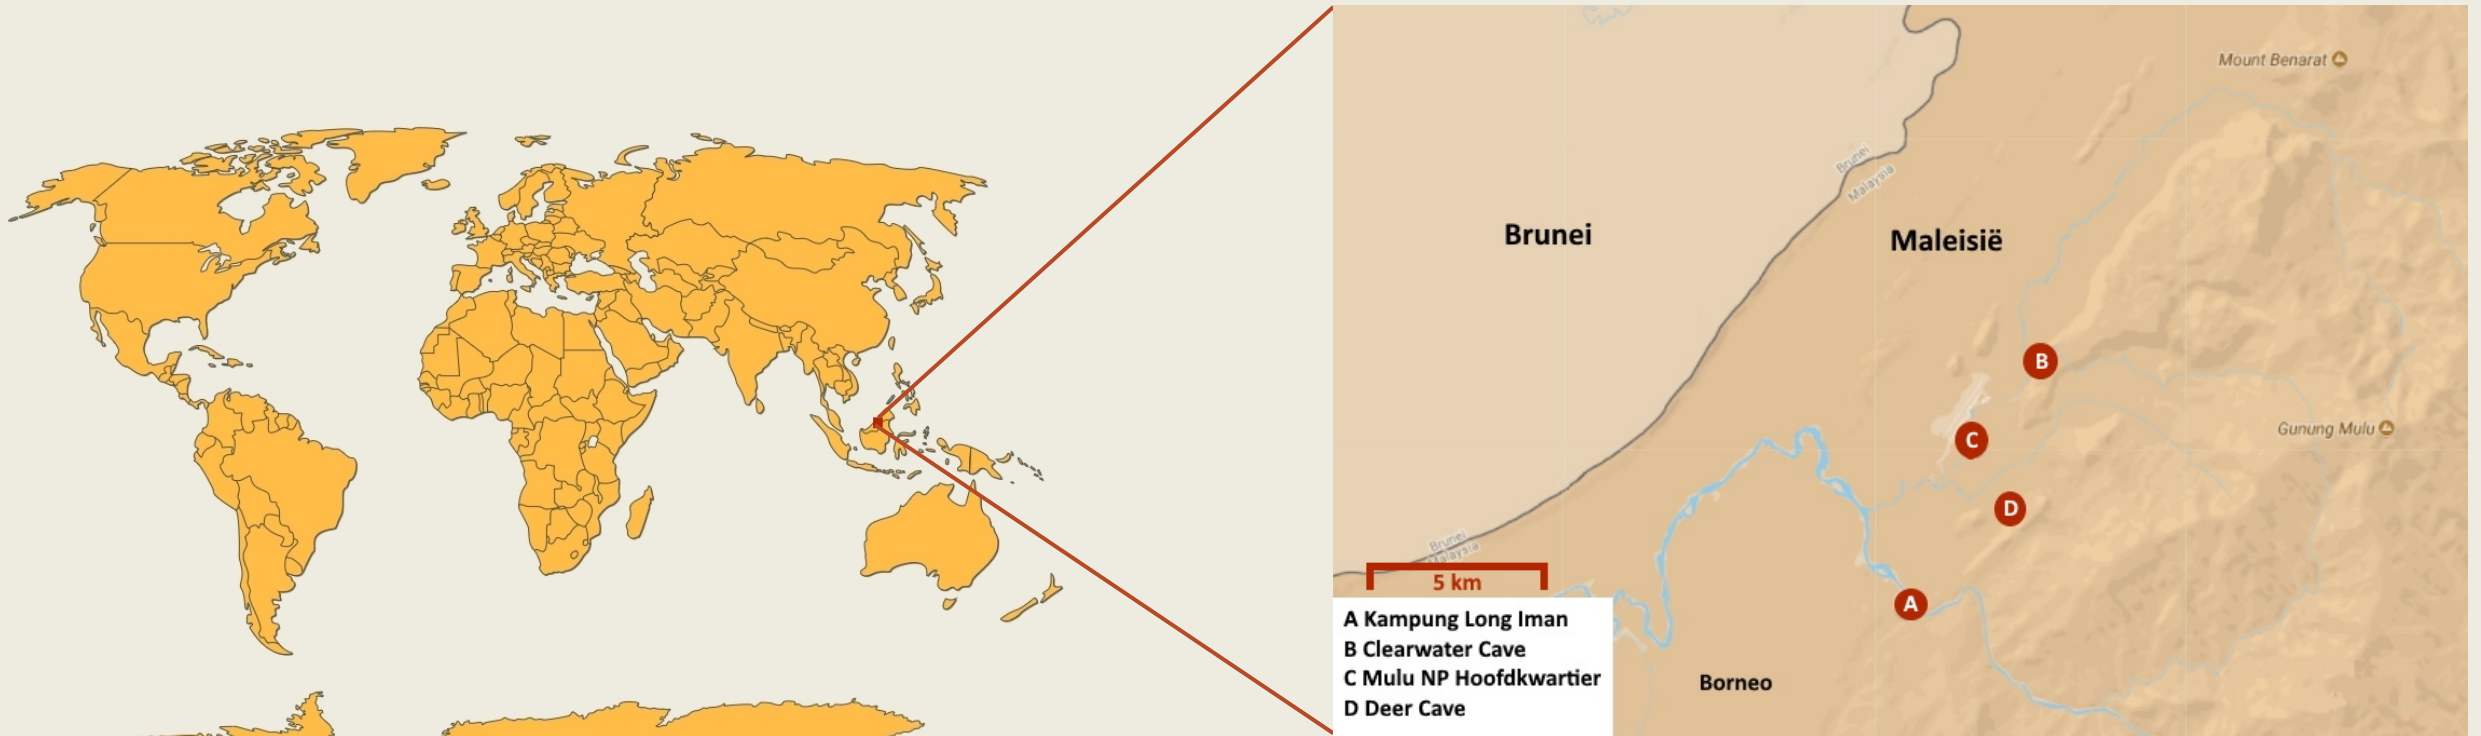 Mount Benarat
Brunei
Malaysia
Brunei
Maleisië
B
Gunung Mulu
C
D
Brunei
Malaysia
5 km
A
A Kampung Long Iman
B Clearwater Cave
C Mulu NP Hoofdkwartier
D Deer Cave
Borneo